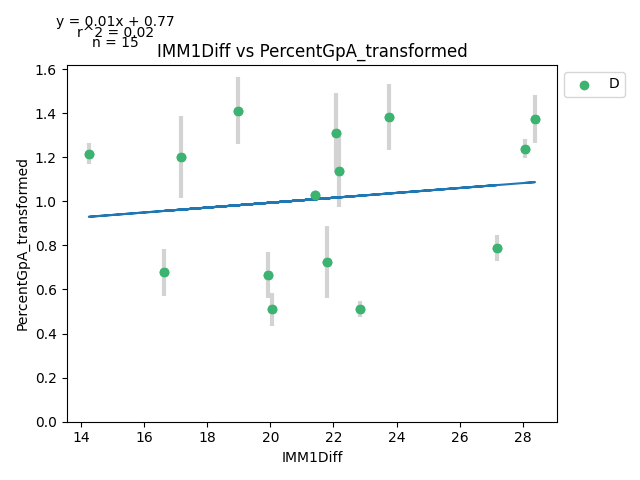 y = 0.01x + 0.77
r^2 = 0.02
n = 15
IMM1Diff vs PercentGpA_transformed
D
1.6
1.4
1.2
1.0
0.8
0.6
0.4
0.2
0.0
PercentGpA_transformed
14 16 18 20 22 24 26 28
IMM1Diff